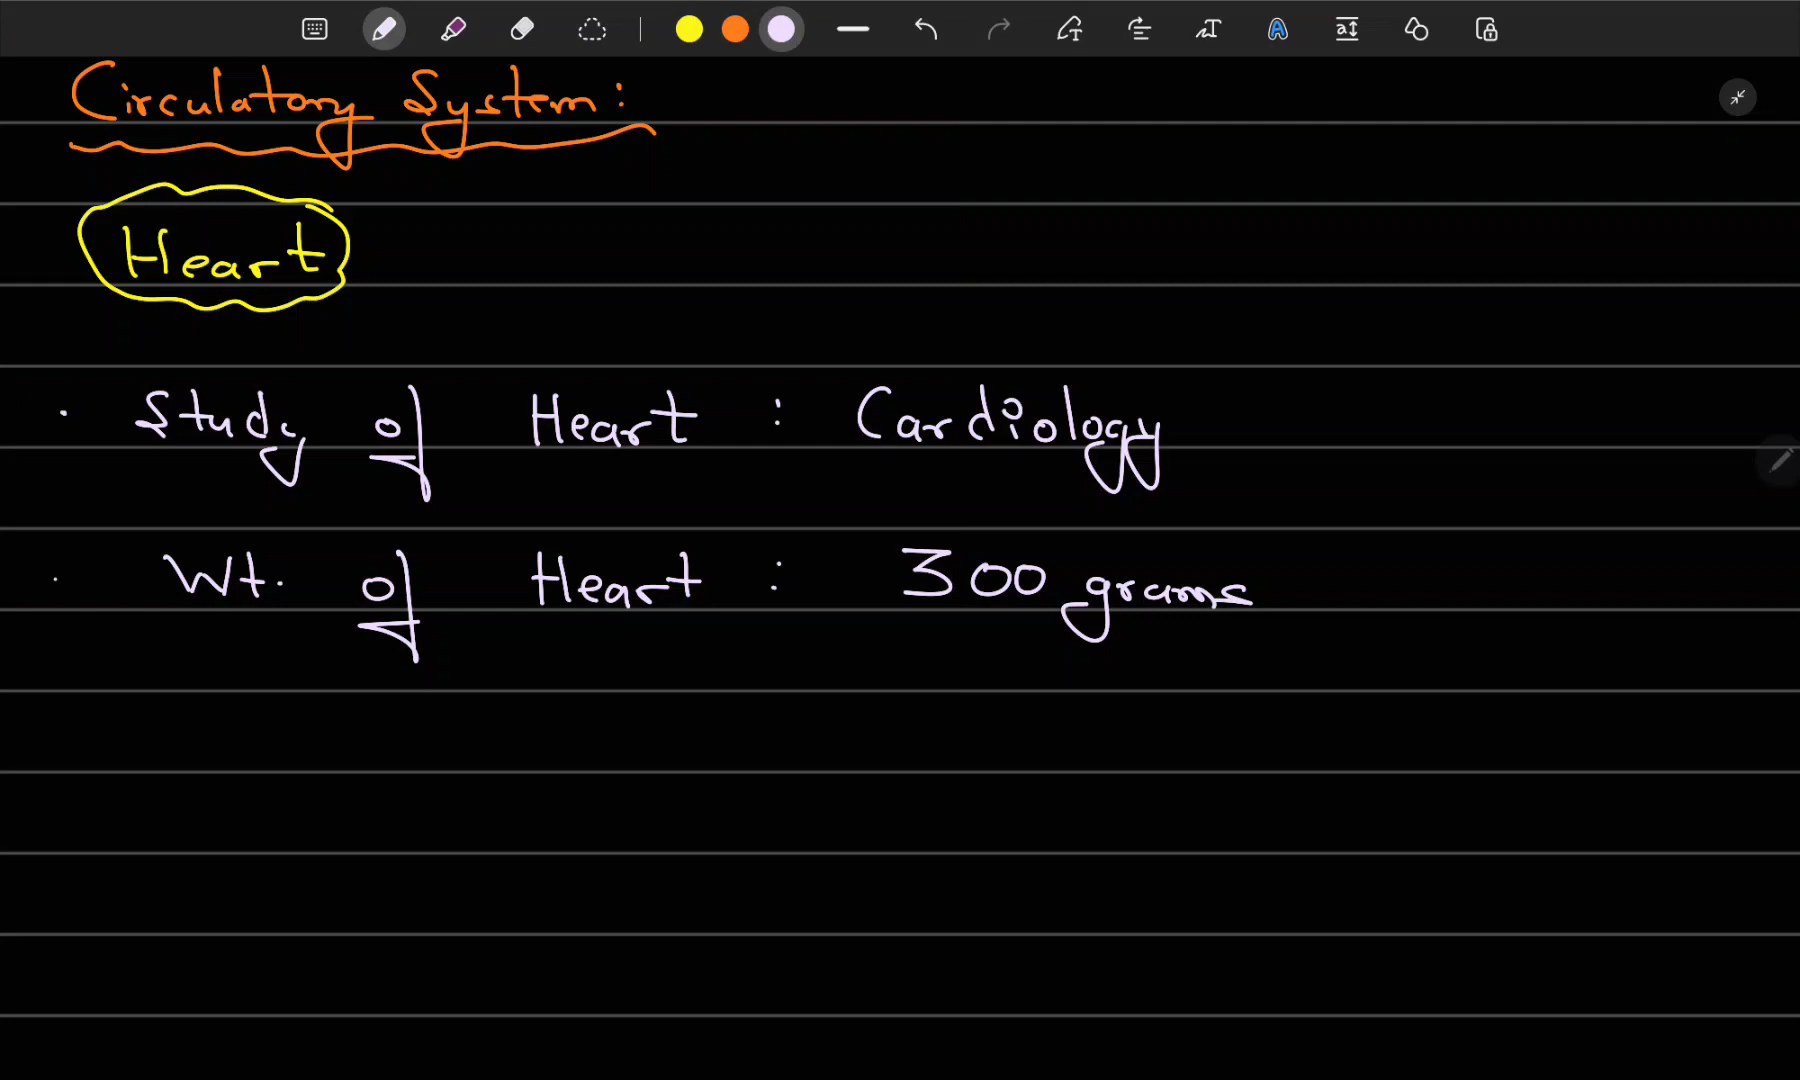 Circulatory System:
Heart
· Study of Heart : Cardiology
· Wt. of Heart : 300 grams